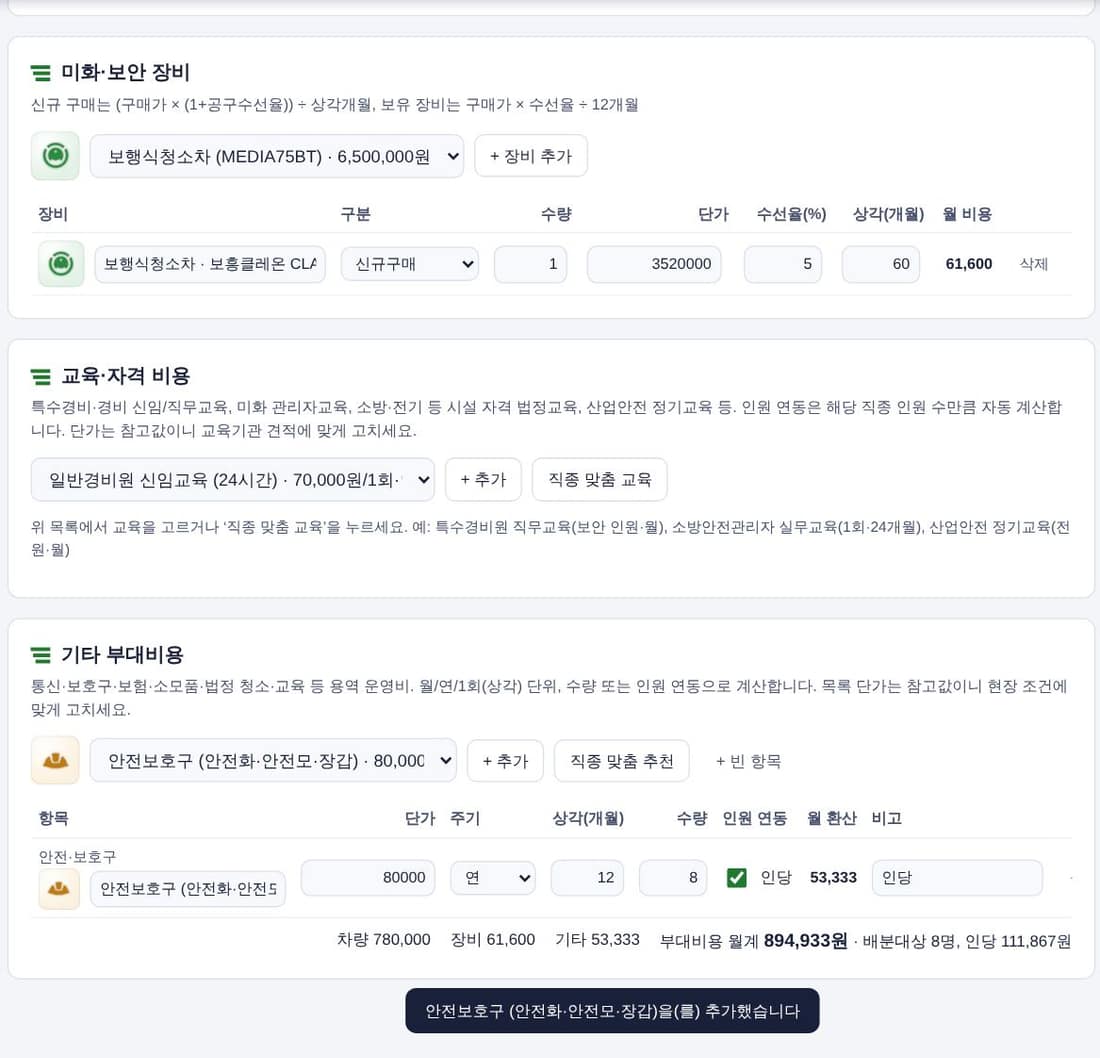 미화·보안 장비
신규 구매는 (구매가 × (1+공구수선율)) ÷ 상각개월, 보유 장비는 구매가 × 수선율 ÷ 12개월
보행식청소차 (MEDIA75BT) · 6,500,000원
+ 장비 추가
장비 구분 수량 단가 수선율(%) 상각(개월) 월 비용
보행식청소차 · 보흥클레온 CLA 신규구매 1 3520000 5 60 61,600 삭제
교육·자격 비용
특수경비·경비 신임/직무교육, 미화 관리자교육, 소방·전기 등 시설 자격 법정교육, 산업안전 정기교육 등. 인원 연동은 해당 직종 인원 수만큼 자동 계산합
니다. 단가는 참고값이니 교육기관 견적에 맞게 고치세요.
일반경비원 신임교육 (24시간) · 70,000원/1회·
+ 추가
직종 맞춤 교육
위 목록에서 교육을 고르거나 ‘직종 맞춤 교육’을 누르세요. 예: 특수경비원 직무교육(보안 인원·월), 소방안전관리자 실무교육(1회·24개월), 산업안전 정기교육(전
원·월)
기타 부대비용
통신·보호구·보험·소모품·법정 청소·교육 등 용역 운영비. 월/연/1회(상각) 단위, 수량 또는 인원 연동으로 계산합니다. 목록 단가는 참고값이니 현장 조건에
맞게 고치세요.
안전보호구 (안전화·안전모·장갑) · 80,000
+ 추가
직종 맞춤 추천
+ 빈 항목
항목 단가 주기 상각(개월) 수량 인원 연동 월 환산 비고
안전·보호구
안전보호구 (안전화·안전모 80000 연 12 8 인당 53,333 인당
차량 780,000 장비 61,600 기타 53,333 부대비용 월계 894,933원 · 배분대상 8명, 인당 111,867원
안전보호구 (안전화·안전모·장갑)을(를) 추가했습니다